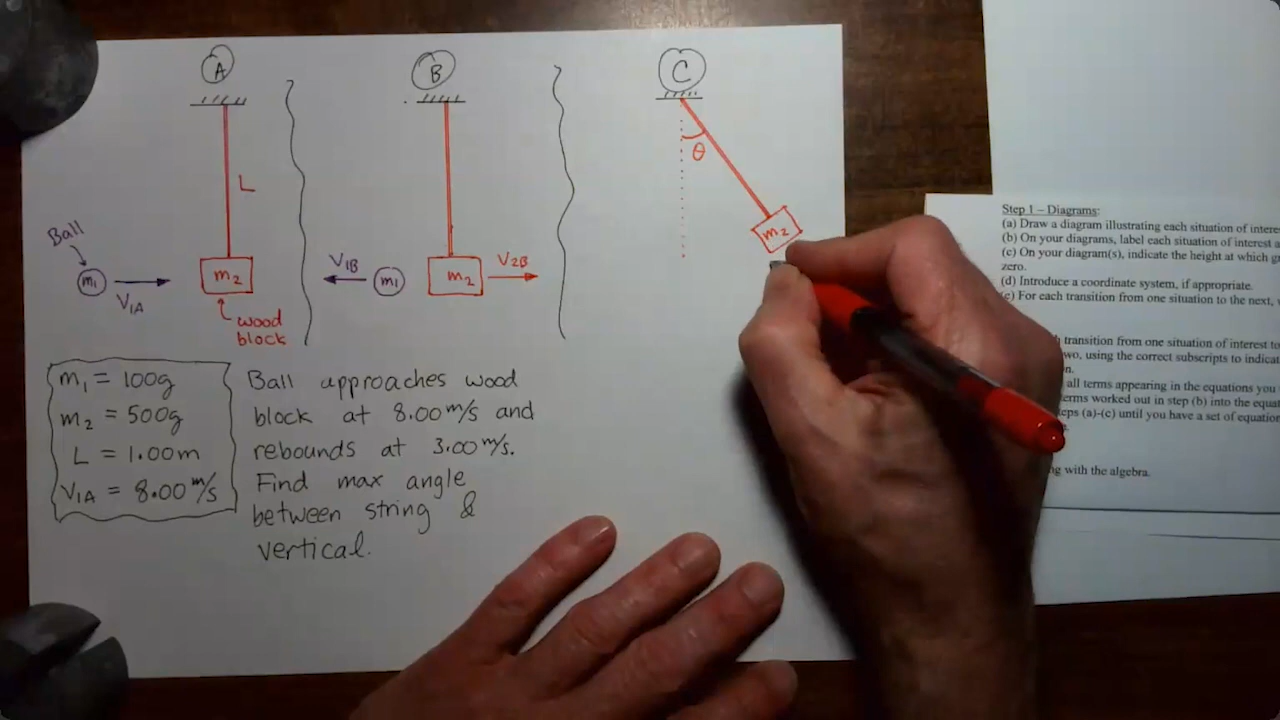 A
B
C
L
θ
Ball
m₁
V₁A
m₂
wood
block
V₁B
m₁
m₂
V₂B
m₂
m₁ = 100g
m₂ = 500g
L = 1.00m
V₁A = 8.00 m/s
Ball approaches wood
block at 8.00 m/s and
rebounds at 3.00 m/s.
Find max angle
between string &
vertical.
Step 1 – Diagrams:
(a) Draw a diagram illustrating each situation of
(b) On your diagrams, label each situation of interest
(c) On your diagram(s), indicate the height at which
zero.
(d) Introduce a coordinate system, if appropriate.
(e) For each transition from one situation to the next,
transition from one situation of interest to
two, using the correct subscripts to
all terms appearing in the equations you
terms worked out in step (b) into the
steps (a)-(c) until you have a set of
with the algebra.